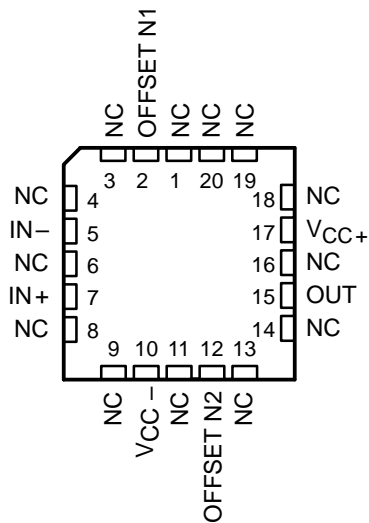 NC
OFFSET N1
NC
NC
NC
3
2
1
20
19
NC
4
18
NC
IN−
5
17
VCC+
NC
6
16
NC
IN+
7
15
OUT
NC
8
14
NC
9
10
11
12
13
NC
VCC −
NC
OFFSET N2
NC